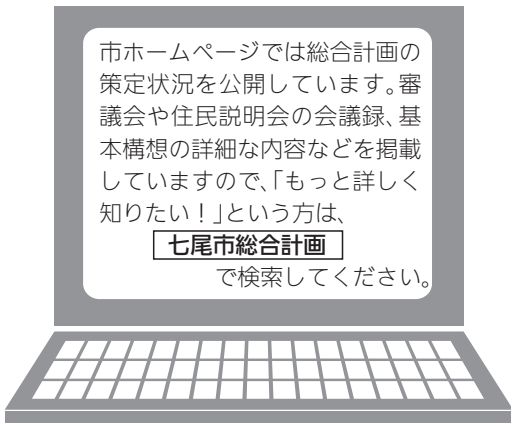 市ホームページでは総合計画の
策定状況を公開しています。審
議会や住民説明会の会議録、基
本構想の詳細な内容などを掲載
していますので、「もっと詳しく
知りたい！」という方は、
七尾市総合計画
で検索してください。